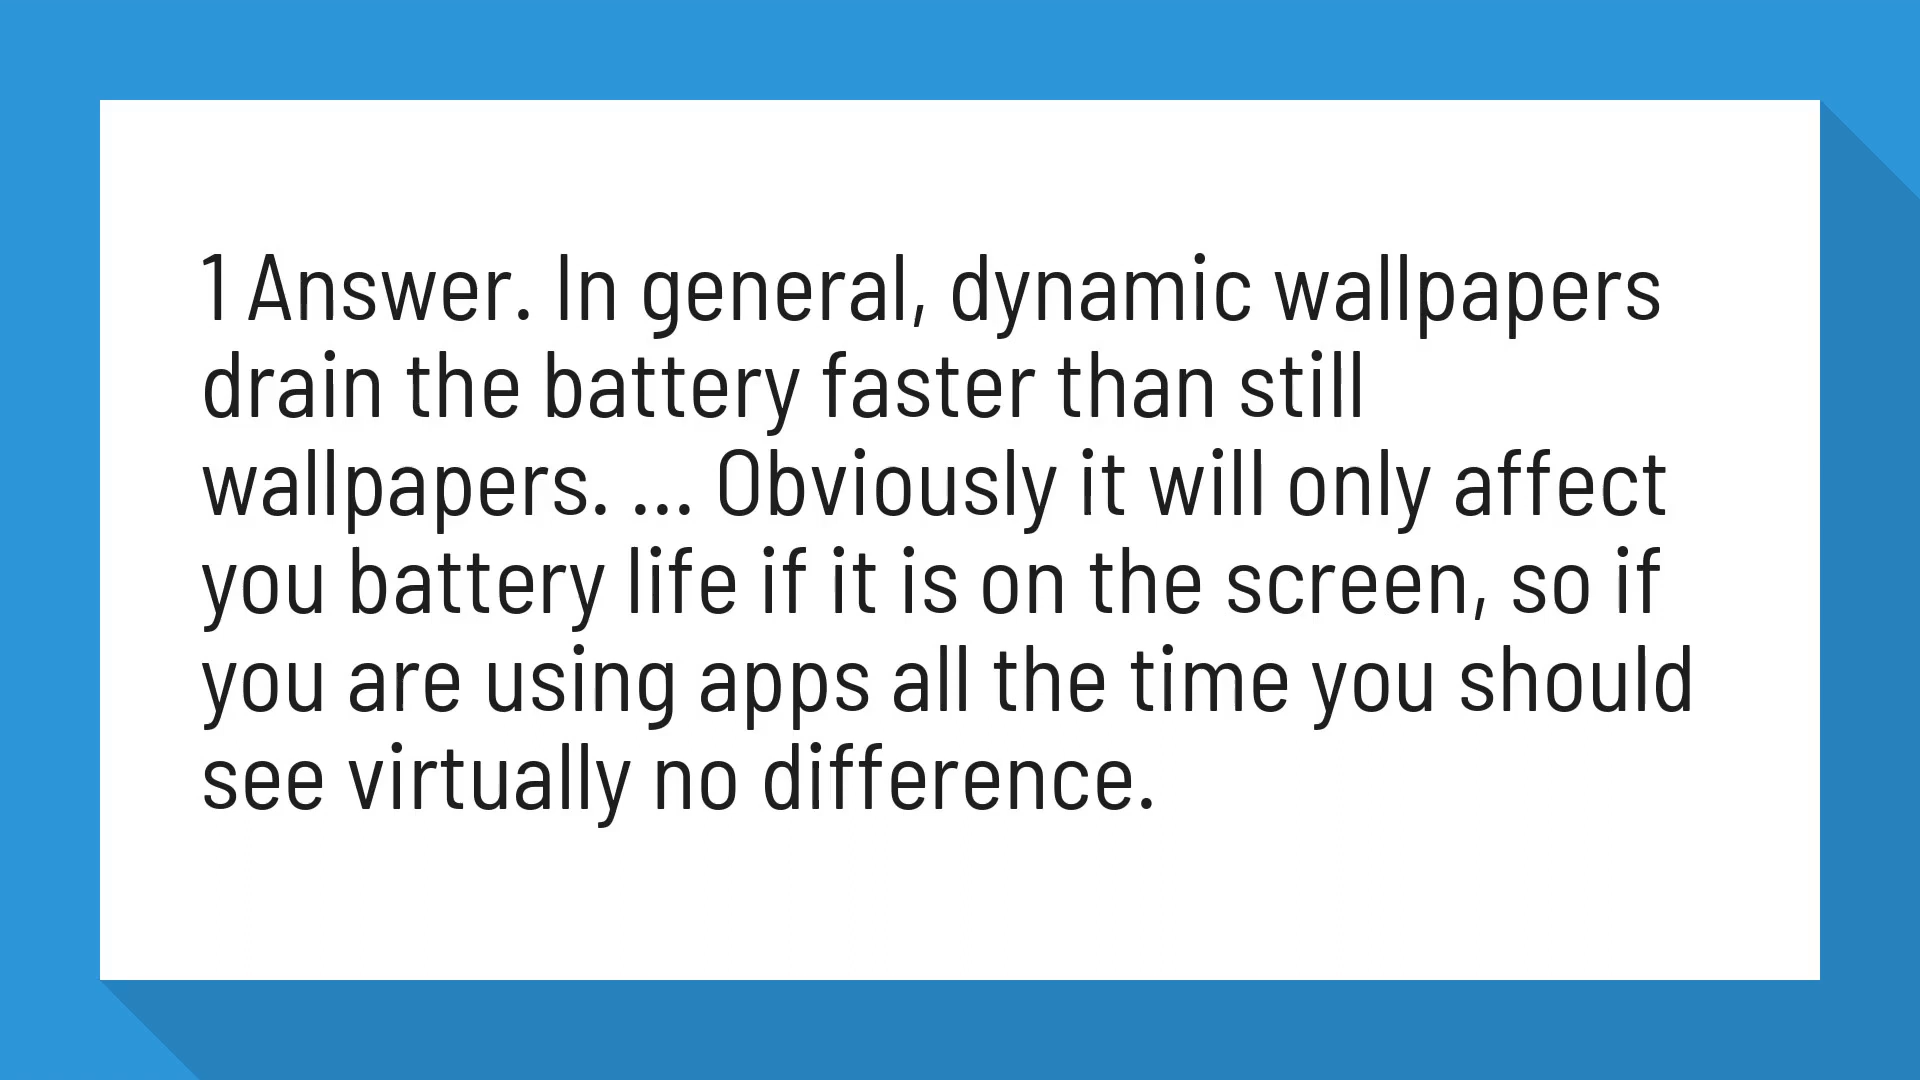 1 Answer. In general, dynamic wallpapers
drain the battery faster than still
wallpapers. ... Obviously it will only affect
you battery life if it is on the screen, so if
you are using apps all the time you should
see virtually no difference.